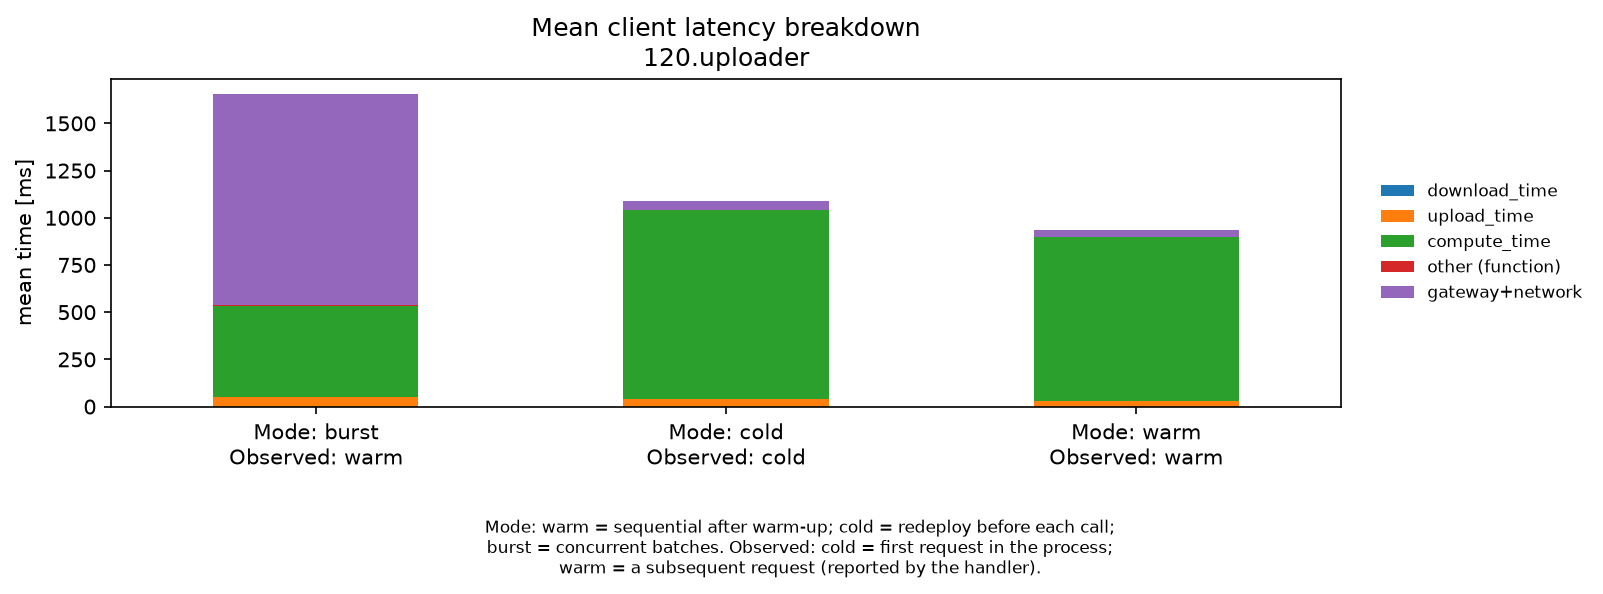 Mean client latency breakdown
120.uploader
mean time [ms]
1500
1250
1000
750
500
250
0
Mode: burst
Observed: warm
Mode: cold
Observed: cold
Mode: warm
Observed: warm
download_time
upload_time
compute_time
other (function)
gateway+network
Mode: warm = sequential after warm-up; cold = redeploy before each call;
burst = concurrent batches. Observed: cold = first request in the process;
warm = a subsequent request (reported by the handler).